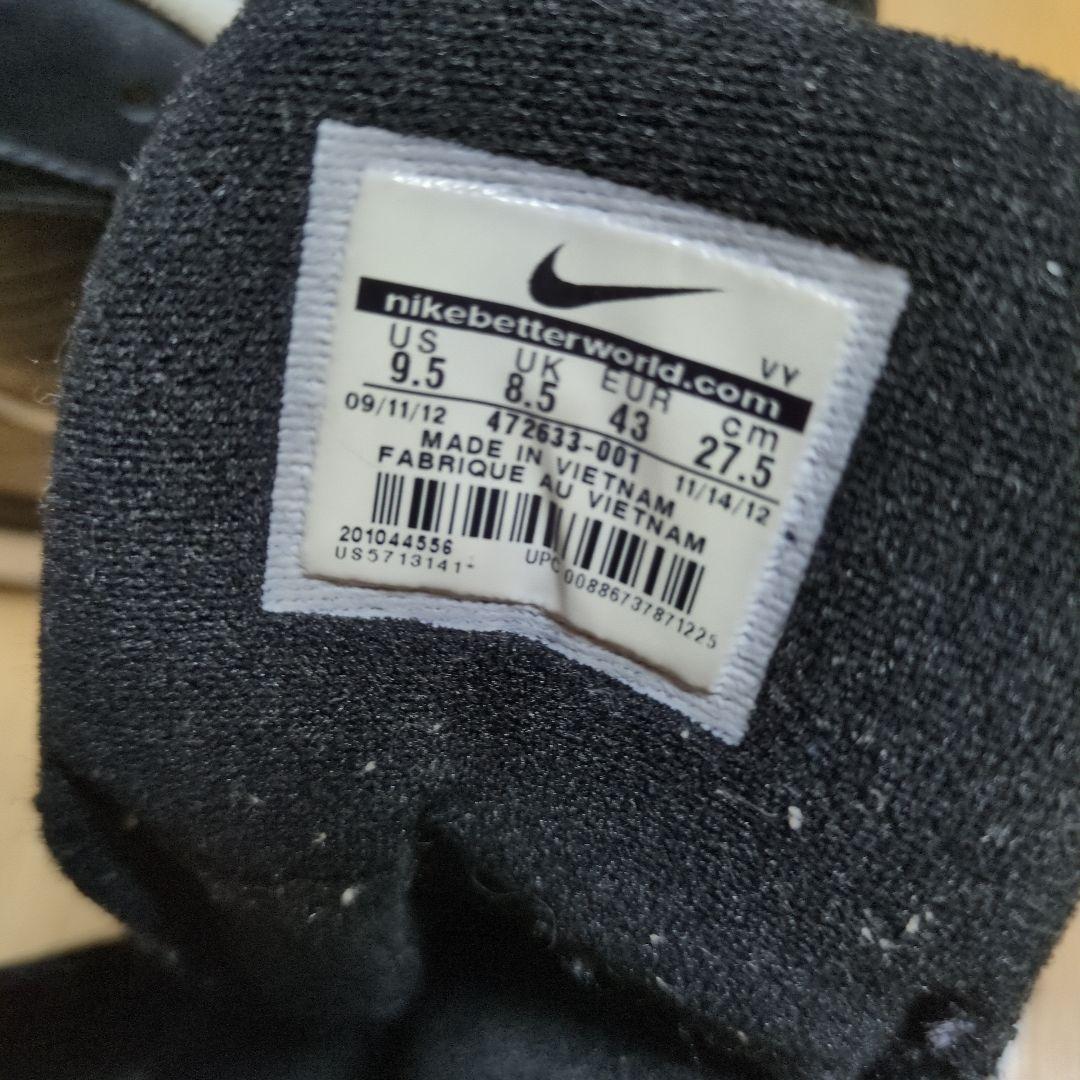 nikebetterworld.com
VV
US UK EUR cm
9.5 8.5 43 27.5
09/11/12 472633-001 11/14/12
MADE IN VIETNAM
FABRIQUE AU VIETNAM
201044556
US5713141- UPC 00886737871225